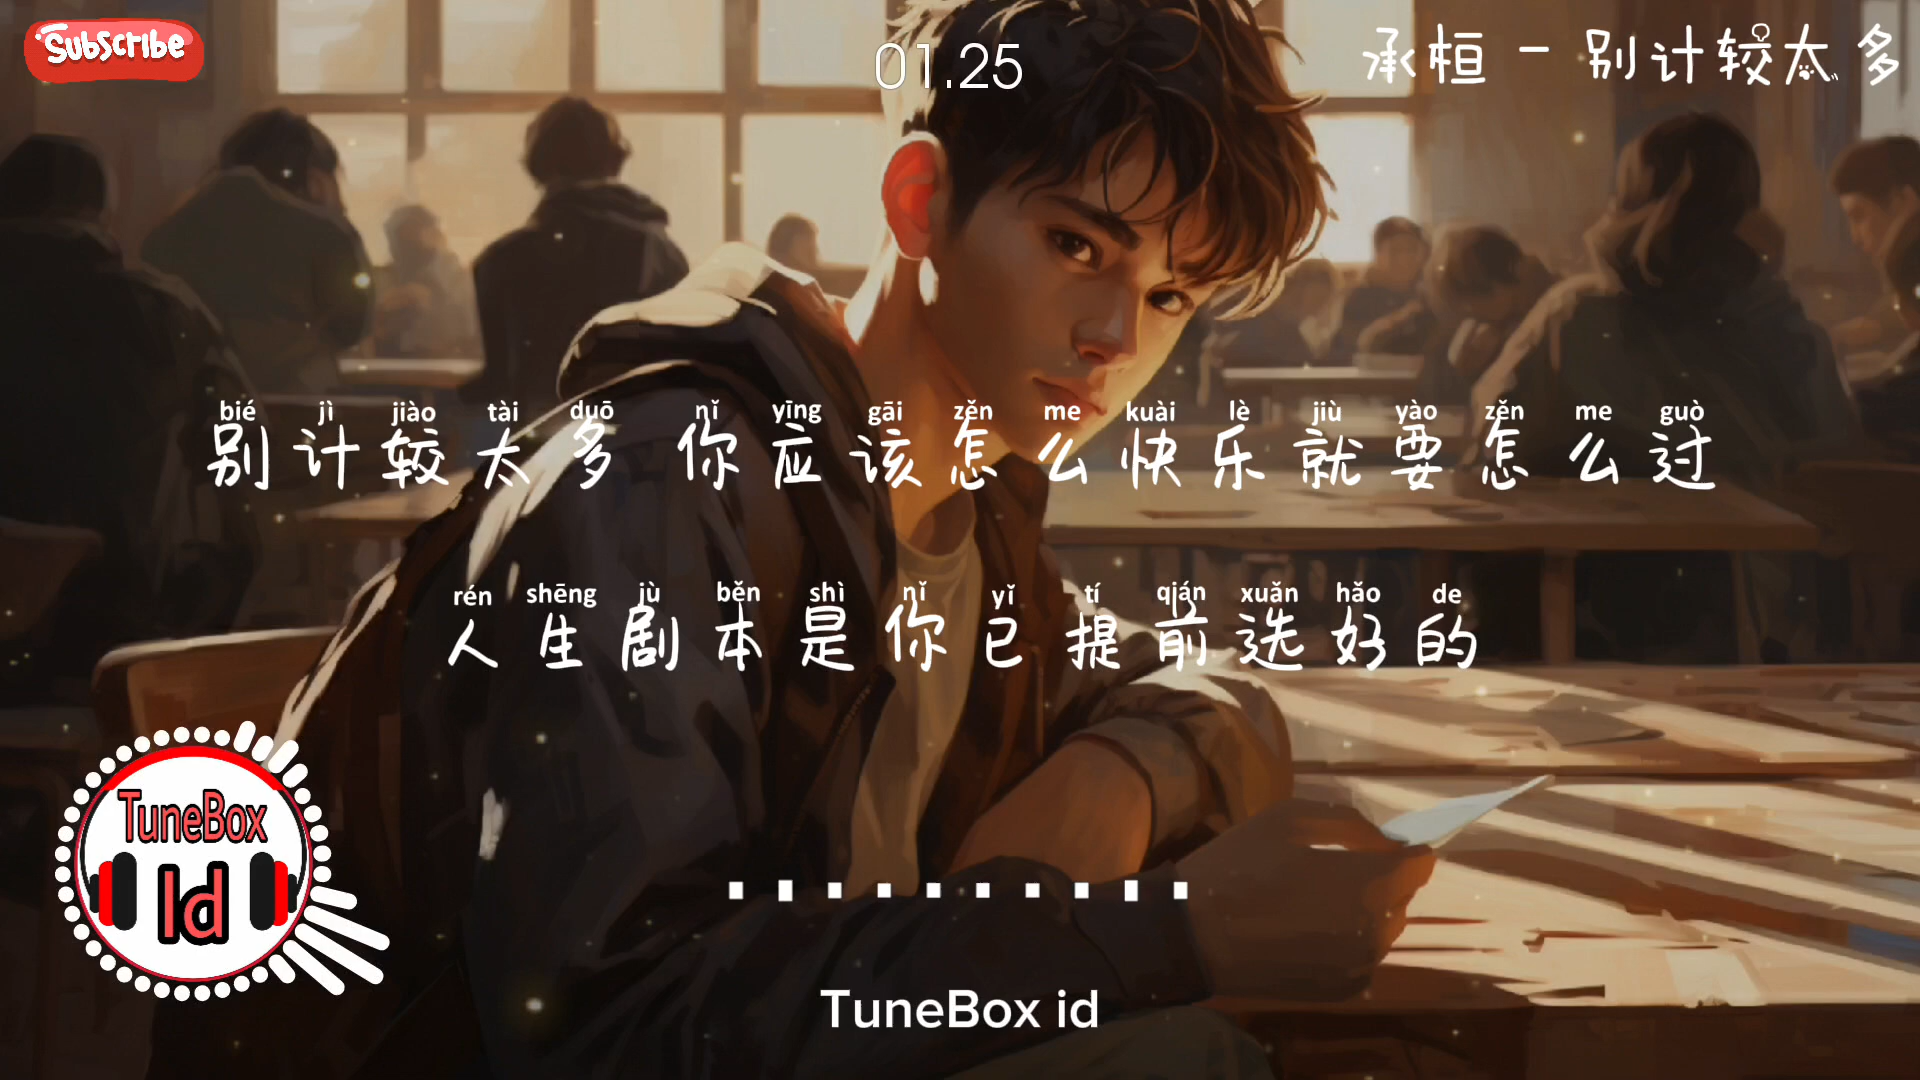 Subscribe
01.25
承桓 - 别计较太多
bié jì jiào tài duō nǐ yīng gāi zěn me kuài lè jiù yào zěn me guò
别计较太多 你应该怎么快乐就要怎么过
rén shēng jù běn shì nǐ yǐ tí qián xuǎn hǎo de
人生剧本是你已提前选好的
TuneBox
Id
TuneBox id